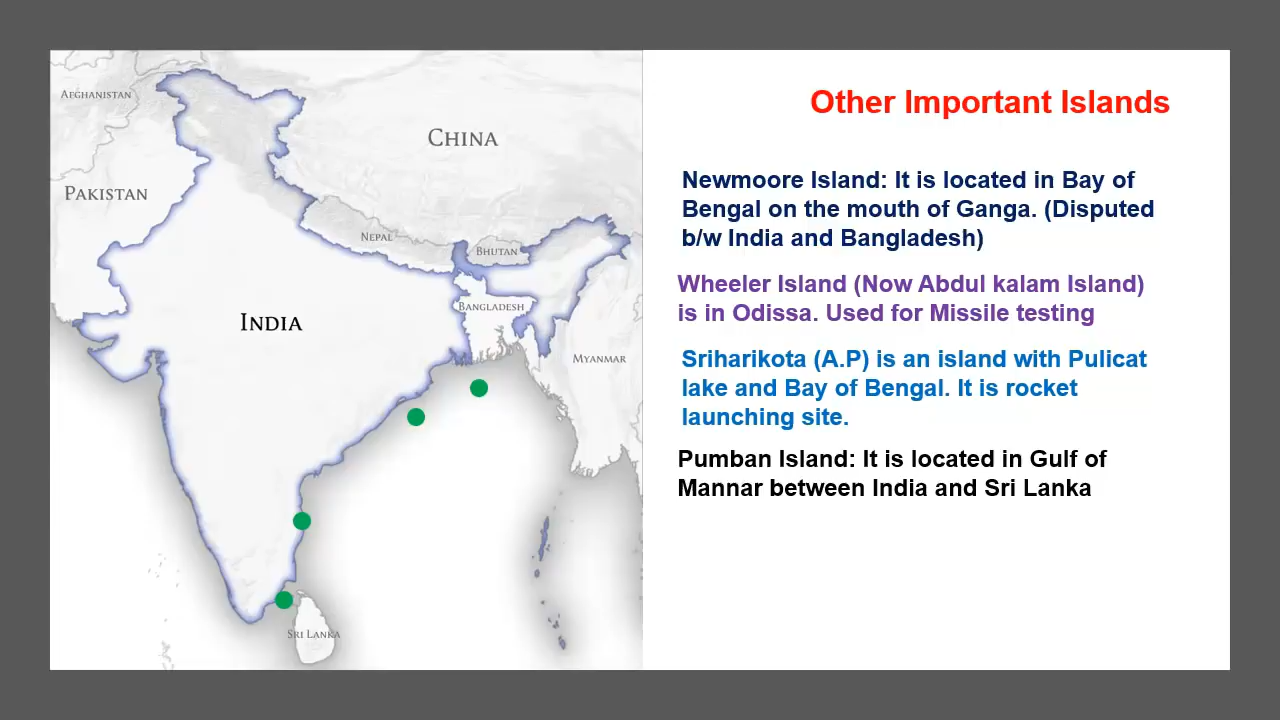 AFGHANISTAN
CHINA
PAKISTAN
NEPAL
BHUTAN
BANGLADESH
INDIA
MYANMAR
SRI LANKA
Other Important Islands
Newmoore Island: It is located in Bay of
Bengal on the mouth of Ganga. (Disputed
b/w India and Bangladesh)
Wheeler Island (Now Abdul kalam Island)
is in Odissa. Used for Missile testing
Sriharikota (A.P) is an island with Pulicat
lake and Bay of Bengal. It is rocket
launching site.
Pumban Island: It is located in Gulf of
Mannar between India and Sri Lanka